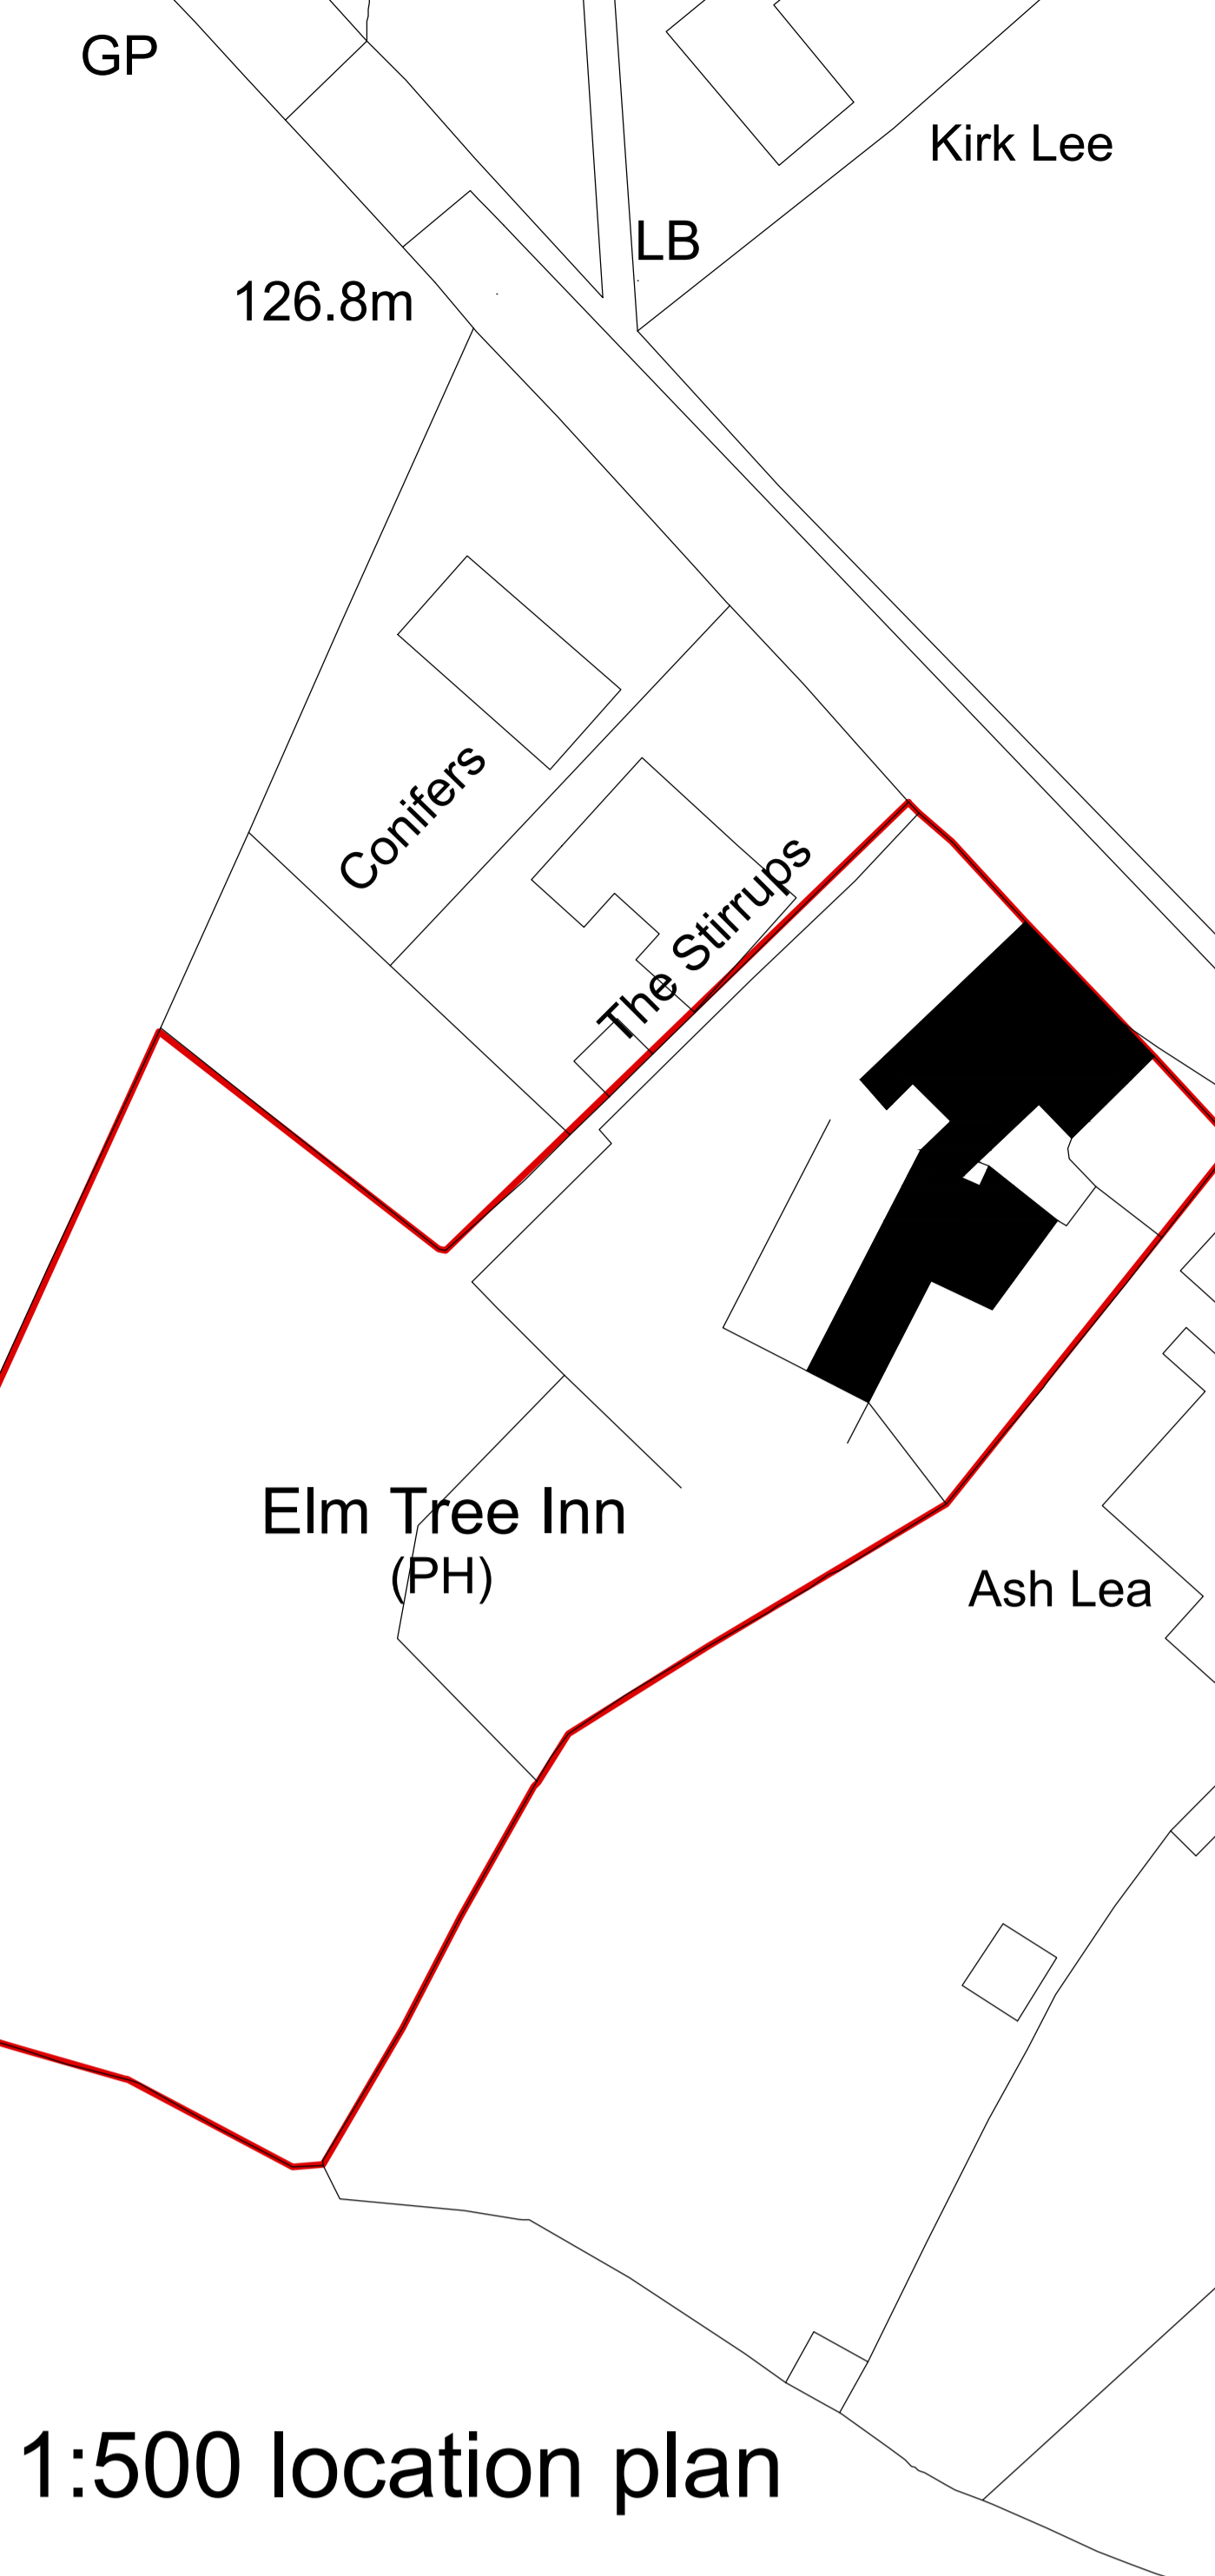 GP
Kirk Lee
LB
126.8m
Conifers
The Stirrups
Elm Tree Inn
(PH)
Ash Lea
1:500 location plan